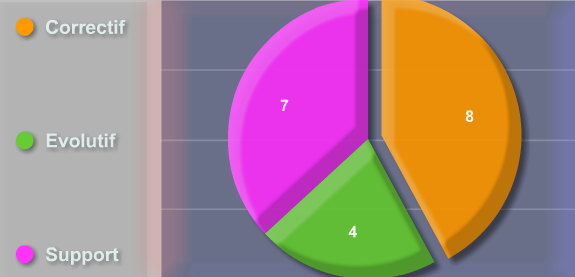 Correctif
Evolutif
Support
7
8
4